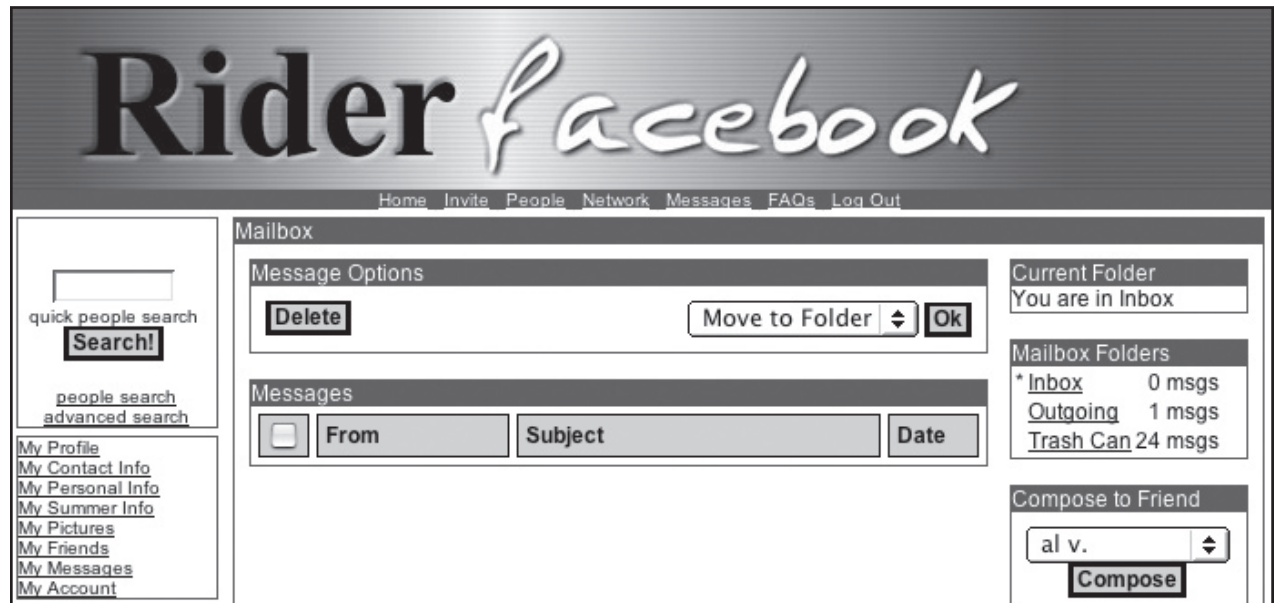 Rider facebook
Home Invite People Network Messages FAQs Log Out
quick people search
Search!
people search
advanced search
My Profile
My Contact Info
My Personal Info
My Summer Info
My Pictures
My Friends
My Messages
My Account
Mailbox
Message Options
Delete
Move to Folder
Ok
Messages
From Subject Date
Current Folder
You are in Inbox
Mailbox Folders
* Inbox 0 msgs
Outgoing 1 msgs
Trash Can 24 msgs
Compose to Friend
al v.
Compose